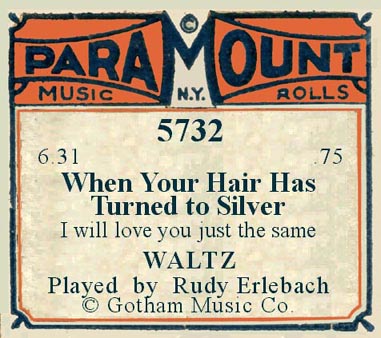 ©
PARAMOUNT
MUSIC N.Y. ROLLS
5732
6.31 .75
When Your Hair Has
Turned to Silver
I will love you just the same
WALTZ
Played by Rudy Erlebach
© Gotham Music Co.